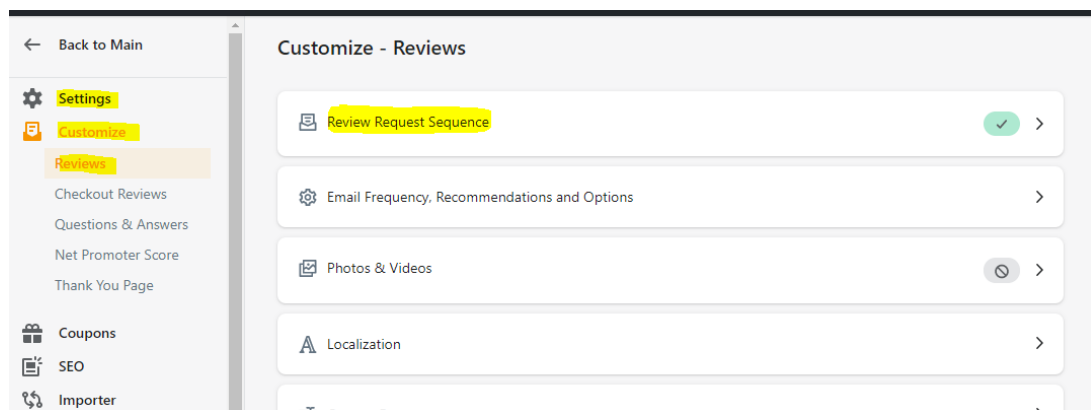 Back to Main
Settings
Customize
Reviews
Checkout Reviews
Questions & Answers
Net Promoter Score
Thank You Page
Coupons
SEO
Importer
Customize - Reviews
Review Request Sequence
Email Frequency, Recommendations and Options
Photos & Videos
Localization